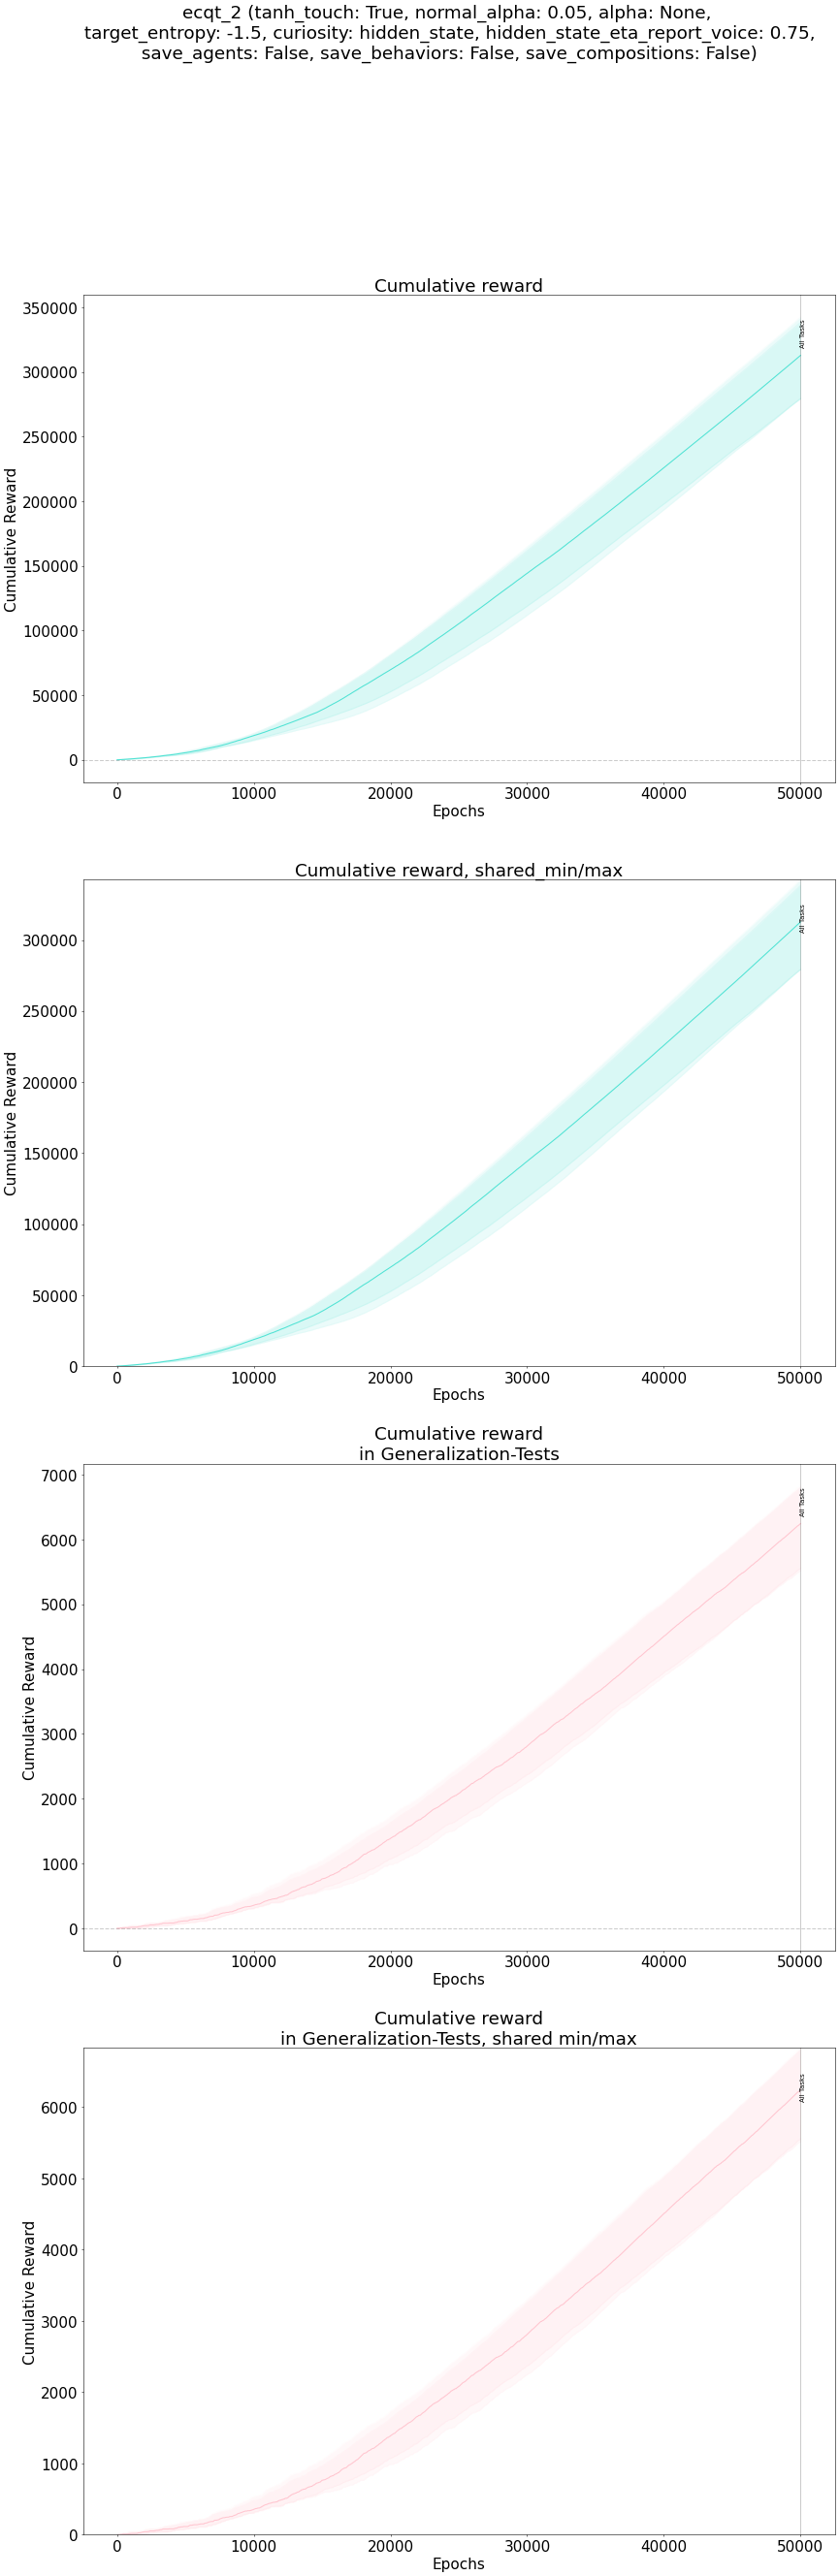 ecqt_2 (tanh_touch: True, normal_alpha: 0.05, alpha: None,
target_entropy: -1.5, curiosity: hidden_state, hidden_state_eta_report_voice: 0.75,
save_agents: False, save_behaviors: False, save_compositions: False)
Cumulative reward
350000
300000
250000
200000
150000
100000
50000
0
Cumulative Reward
All Tasks
0 10000 20000 30000 40000 50000
Epochs
Cumulative reward, shared_min/max
300000
250000
200000
150000
100000
50000
0
Cumulative Reward
All Tasks
0 10000 20000 30000 40000 50000
Epochs
Cumulative reward
in Generalization-Tests
7000
6000
5000
4000
3000
2000
1000
0
Cumulative Reward
All Tasks
0 10000 20000 30000 40000 50000
Epochs
Cumulative reward
in Generalization-Tests, shared min/max
6000
5000
4000
3000
2000
1000
0
Cumulative Reward
All Tasks
0 10000 20000 30000 40000 50000
Epochs